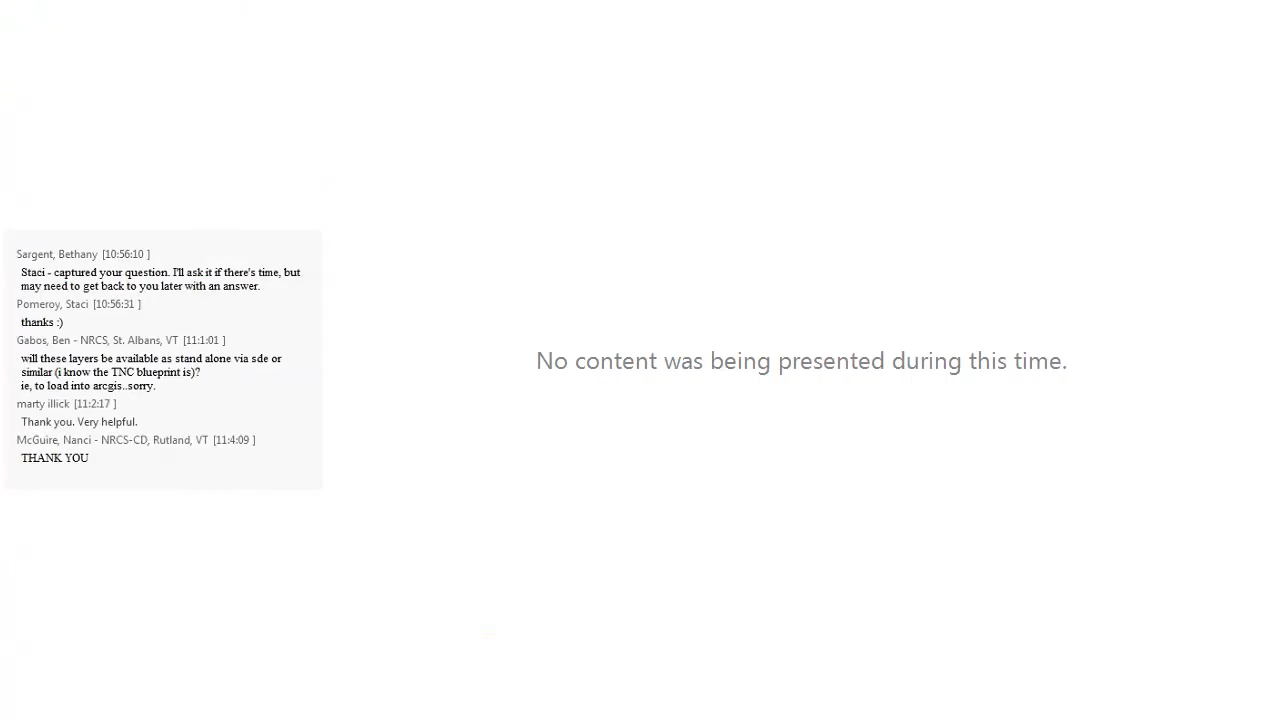 Sargent, Bethany [10:56:10 ]
Staci - captured your question. I'll ask it if there's time, but
may need to get back to you later with an answer.
Pomeroy, Staci [10:56:31 ]
thanks :)
Gabos, Ben - NRCS, St. Albans, VT [11:1:01 ]
will these layers be available as stand alone via sde or
similar (i know the TNC blueprint is)?
ie, to load into arcgis..sorry.
marty illick [11:2:17 ]
Thank you. Very helpful.
McGuire, Nanci - NRCS-CD, Rutland, VT [11:4:09 ]
THANK YOU
No content was being presented during this time.